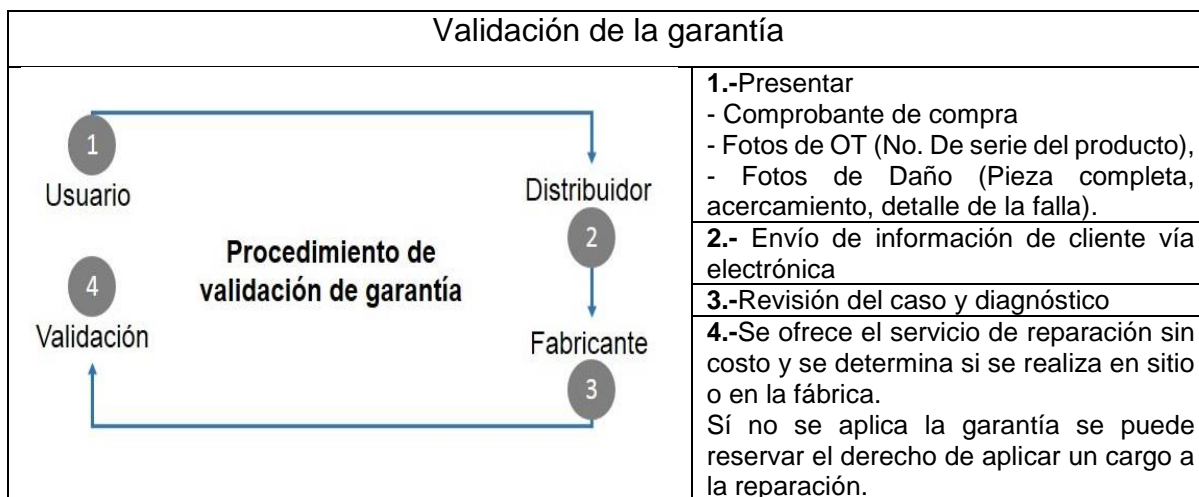 Validación de la garantía
1
Usuario
Distribuidor
2
Procedimiento de
validación de garantía
4
Validación
Fabricante
3
1.-Presentar
- Comprobante de compra
- Fotos de OT (No. De serie del producto),
- Fotos de Daño (Pieza completa,
acercamiento, detalle de la falla).
2.- Envío de información de cliente vía
electrónica
3.-Revisión del caso y diagnóstico
4.-Se ofrece el servicio de reparación sin
costo y se determina si se realiza en sitio
o en la fábrica.
Sí no se aplica la garantía se puede
reservar el derecho de aplicar un cargo a
la reparación.